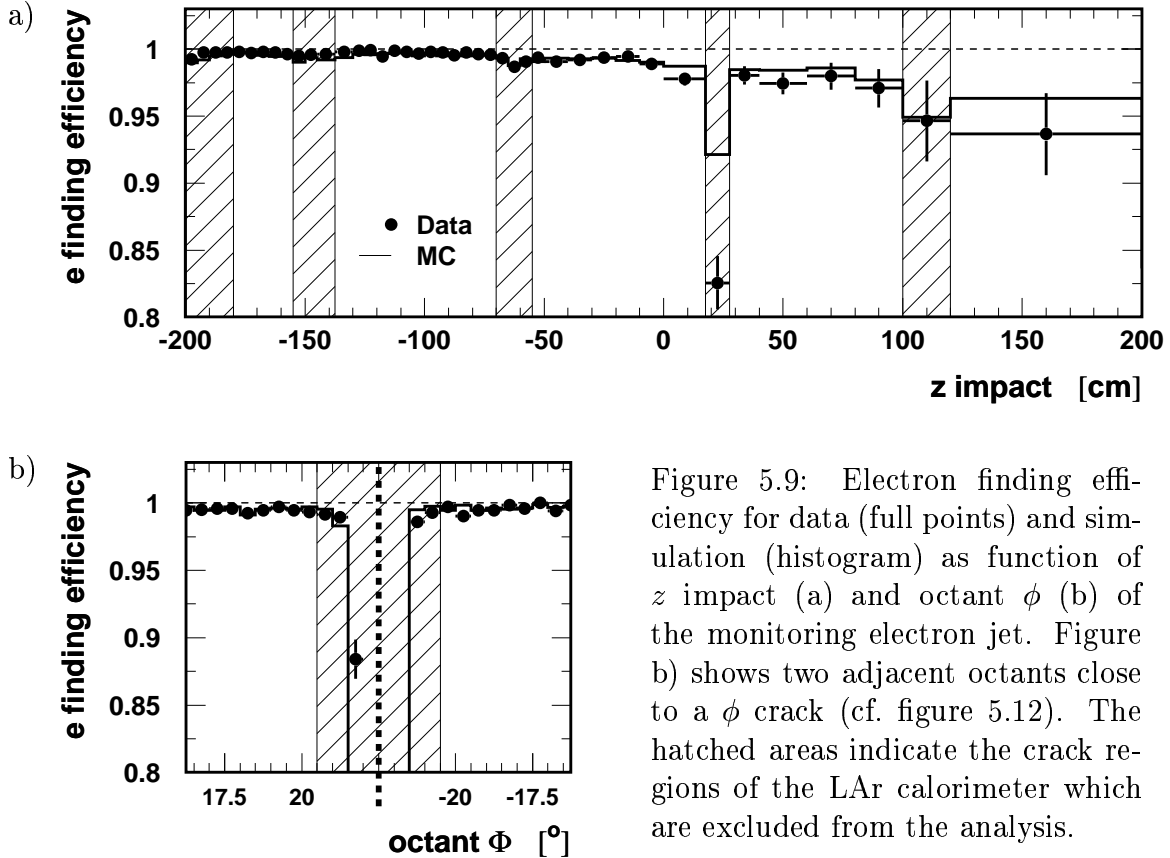 a)
e finding efficiency
1
0.95
0.9
0.85
0.8
Data
MC
-200 -150 -100 -50 0 50 100 150 200
z impact [cm]
b)
e finding efficiency
1
0.95
0.9
0.85
0.8
17.5 20 -20 -17.5
octant Φ [°]
Figure 5.9: Electron finding effi-
ciency for data (full points) and sim-
ulation (histogram) as function of
z impact (a) and octant ϕ (b) of
the monitoring electron jet. Figure
b) shows two adjacent octants close
to a ϕ crack (cf. figure 5.12). The
hatched areas indicate the crack re-
gions of the LAr calorimeter which
are excluded from the analysis.